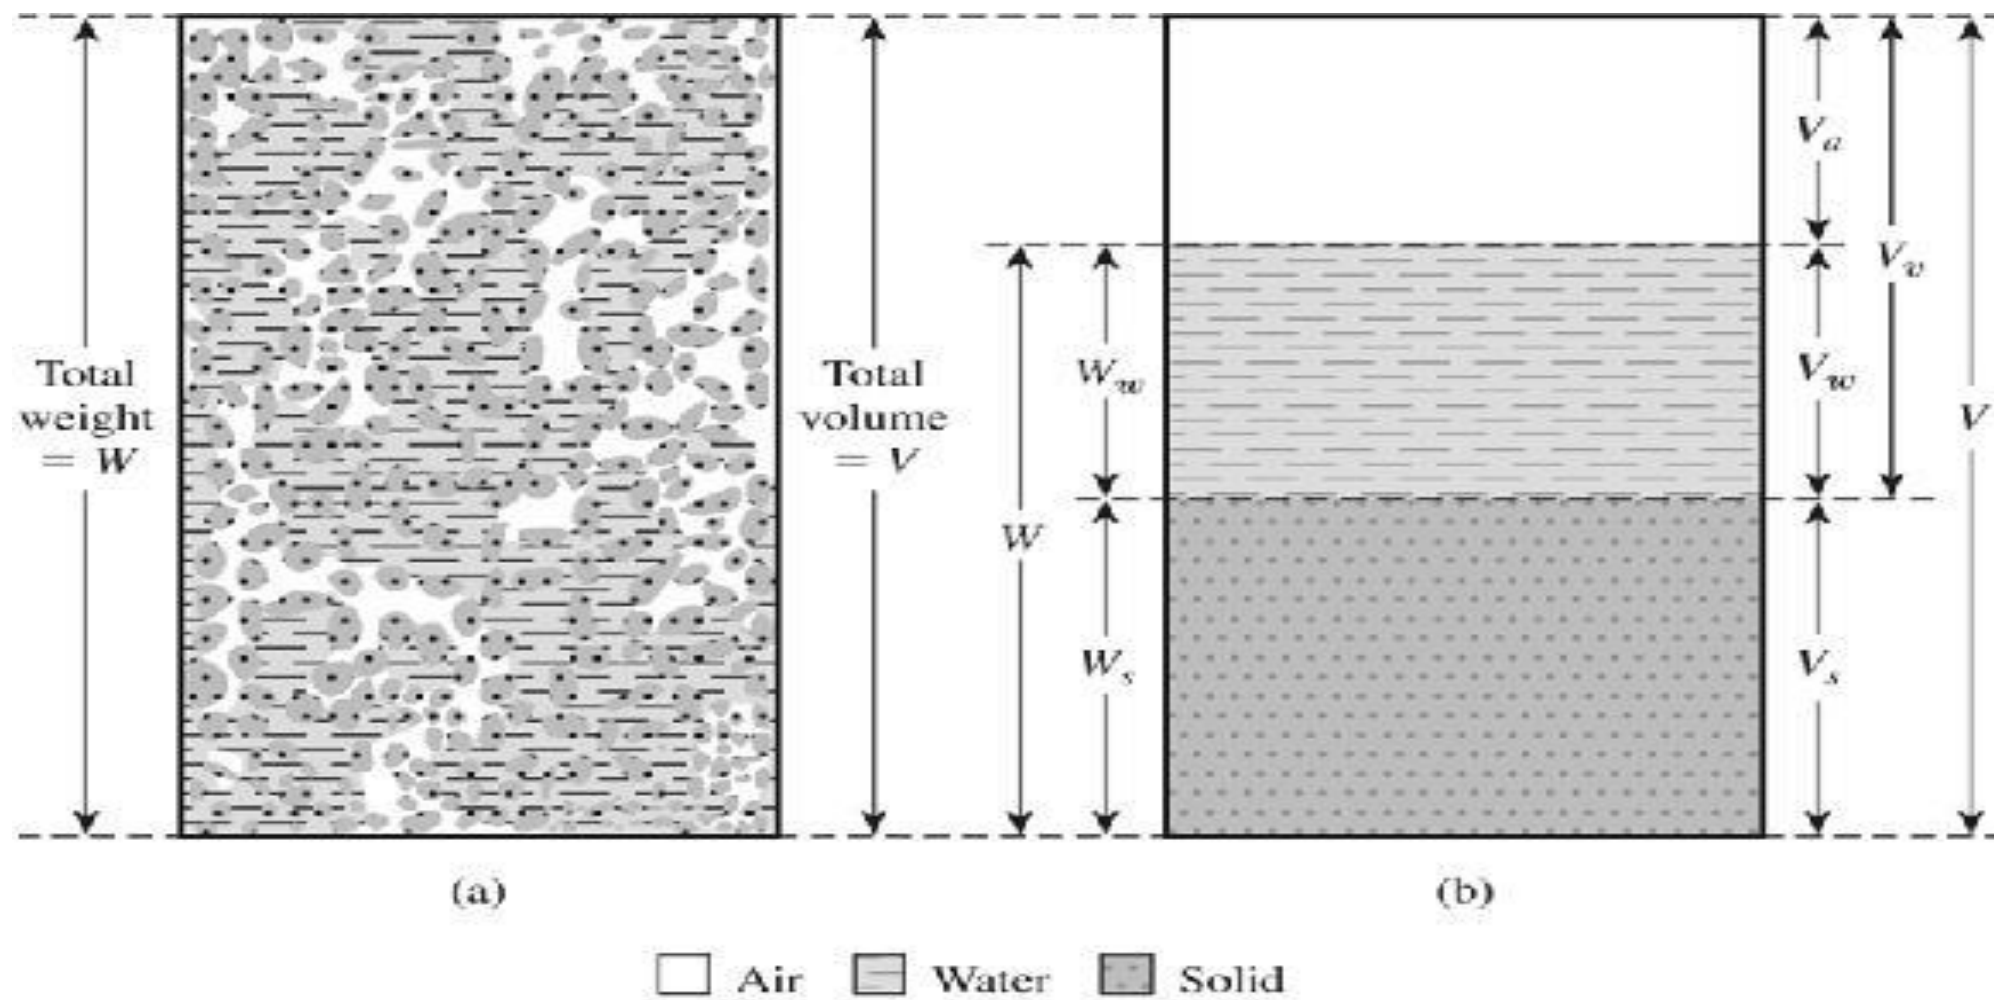 Total
weight
= W
Total
volume
= V
W
W_w
W_s
V_a
V_w
V_s
V_v
V
(a)
(b)
Air
Water
Solid